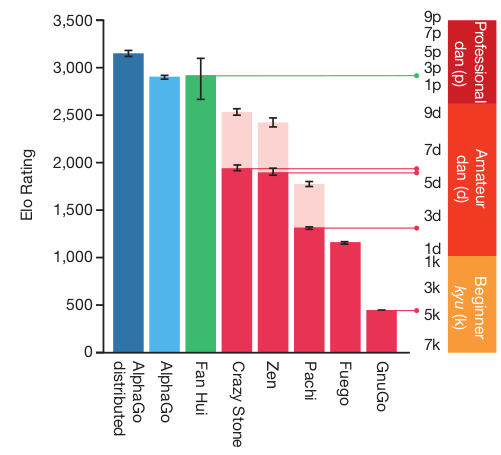 Elo Rating
3,500
3,000
2,500
2,000
1,500
1,000
500
0
AlphaGo
distributed
AlphaGo
Fan Hui
Crazy Stone
Zen
Pachi
Fuego
GnuGo
9p
7p
5p
3p
1p
9d
7d
5d
3d
1d
1k
3k
5k
7k
Professional
dan (p)
Amateur
dan (d)
Beginner
kyu (k)